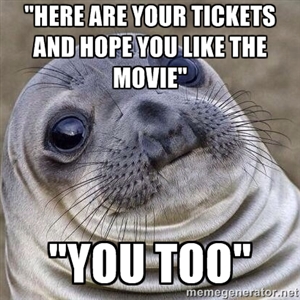 "HERE ARE YOUR TICKETS
AND HOPE YOU LIKE THE
MOVIE"
"YOU TOO"
memegenerator.net